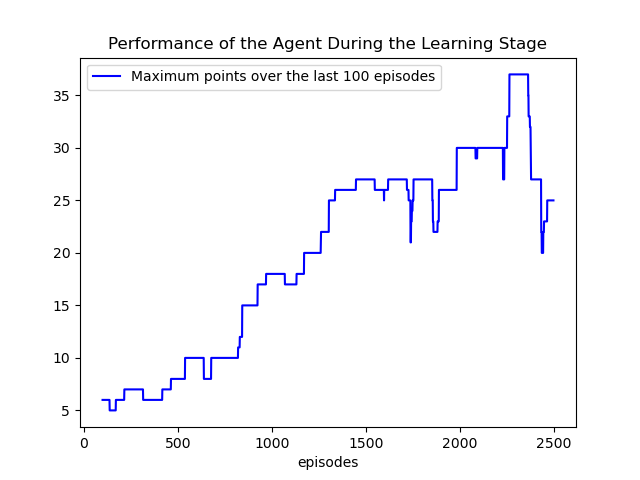 Performance of the Agent During the Learning Stage
Maximum points over the last 100 episodes
35
30
25
20
15
10
5
0 500 1000 1500 2000 2500
episodes